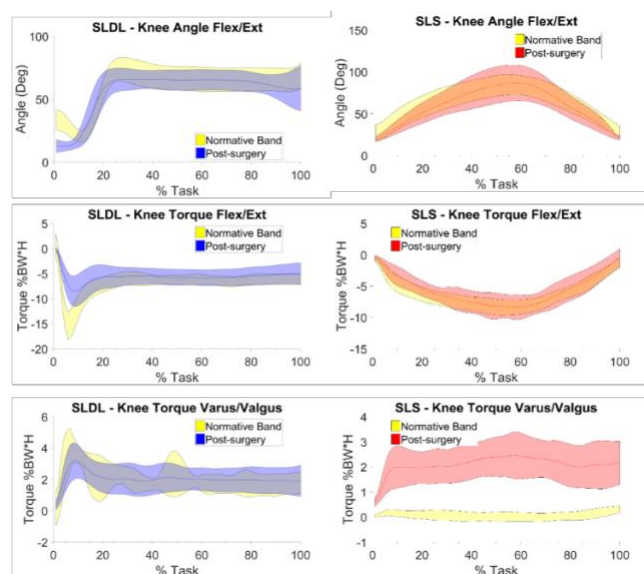 SLDL - Knee Angle Flex/Ext
100
50
0
Angle (Deg)
Normative Band
Post-surgery
0 20 40 60 80 100
% Task
SLS - Knee Angle Flex/Ext
150
100
50
0
Angle (Deg)
Normative Band
Post-surgery
0 20 40 60 80 100
% Task
SLDL - Knee Torque Flex/Ext
5
0
-5
-10
-15
-20
Torque %BW*H
Normative Band
Post-surgery
0 20 40 60 80 100
% Task
SLS - Knee Torque Flex/Ext
5
0
-5
-10
-15
Torque %BW*H
Normative Band
Post-surgery
0 20 40 60 80 100
% Task
SLDL - Knee Torque Varus/Valgus
6
4
2
0
-2
Torque %BW*H
Normative Band
Post-surgery
0 20 40 60 80 100
% Task
SLS - Knee Torque Varus/Valgus
4
3
2
1
0
-1
Torque %BW*H
Normative Band
Post-surgery
0 20 40 60 80 100
% Task